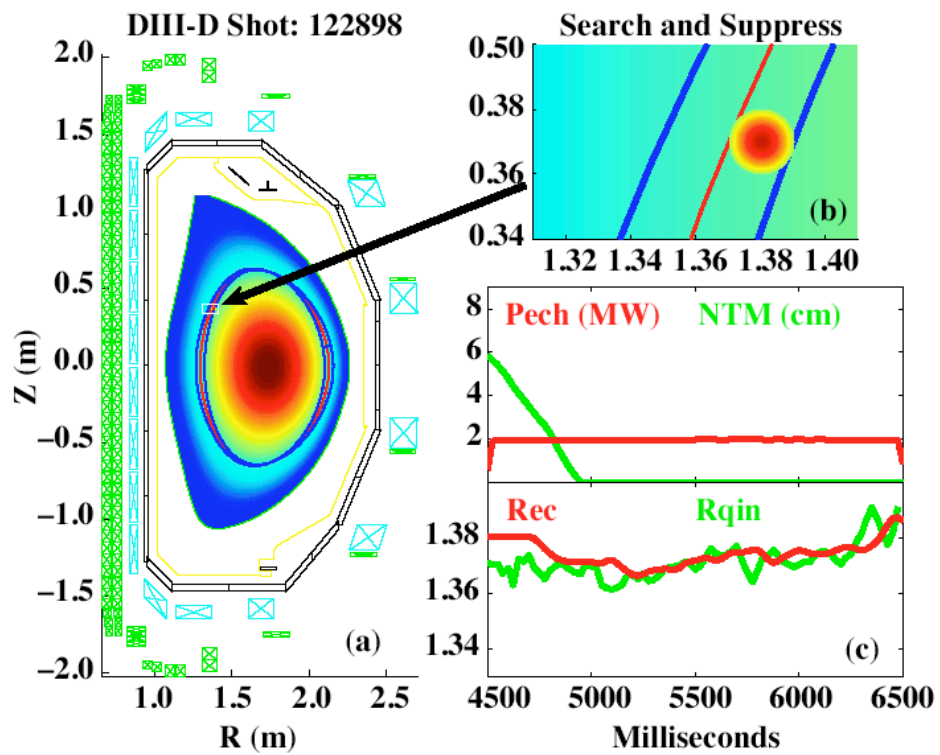 DIII-D Shot: 122898
2.0
1.5
1.0
0.5
0.0
−0.5
−1.0
−1.5
−2.0
Z (m)
1.0 1.5 2.0 2.5
R (m)
(a)
Search and Suppress
0.50
0.38
0.36
0.34
1.32 1.34 1.36 1.38 1.40
(b)
Pech (MW) NTM (cm)
8
6
4
2
Rec Rqin
1.38
1.36
1.34
(c)
4500 5000 5500 6000 6500
Milliseconds